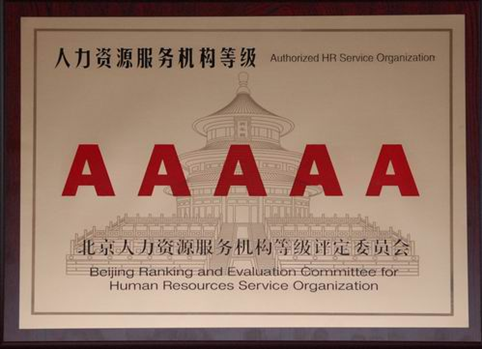 人力资源服务机构等级 Authorized HR Service Organization
AAAAA
北京人力资源服务机构等级评定委员会
Beijing Ranking and Evaluation Committee for
Human Resources Service Organization